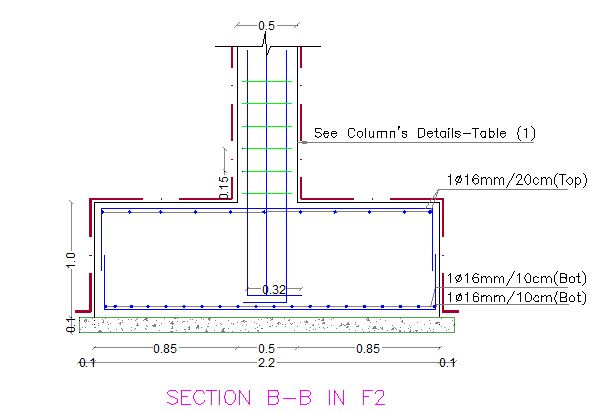 0.5
See Column's Details-Table (1)
0.15
1ø16mm/20cm(Top)
1.0
0.32
1ø16mm/10cm(Bot)
1ø16mm/10cm(Bot)
0.1
0.85
0.5
0.85
0.1
2.2
0.1
SECTION B-B IN F2